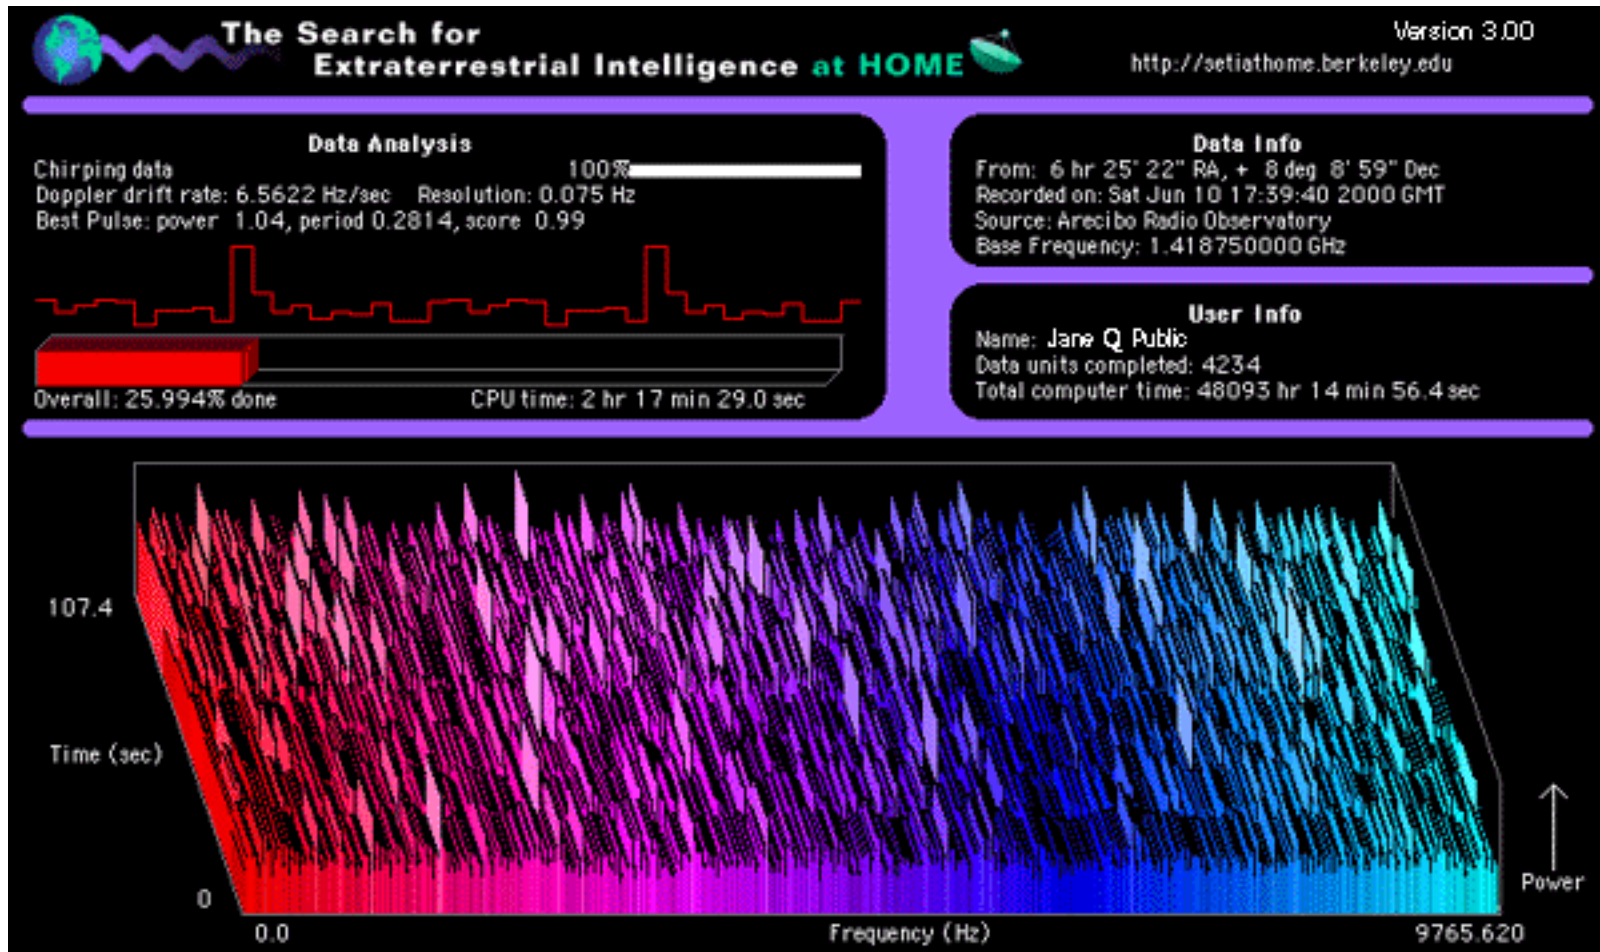 The Search for
Extraterrestrial Intelligence at HOME
Version 3.00
http://setiathome.berkeley.edu
Data Analysis
Chirping data 100%
Doppler drift rate: 6.5622 Hz/sec Resolution: 0.075 Hz
Best Pulse: power 1.04, period 0.2814, score 0.99
Overall: 25.994% done CPU time: 2 hr 17 min 29.0 sec
Data Info
From: 6 hr 25' 22" RA, + 8 deg 8' 59" Dec
Recorded on: Sat Jun 10 17:39:40 2000 GMT
Source: Arecibo Radio Observatory
Base Frequency: 1.418750000 GHz
User Info
Name: Jane Q Public
Data units completed: 4234
Total computer time: 48093 hr 14 min 56.4 sec
107.4
Time (sec)
0
0.0
Frequency (Hz)
9765.620
Power